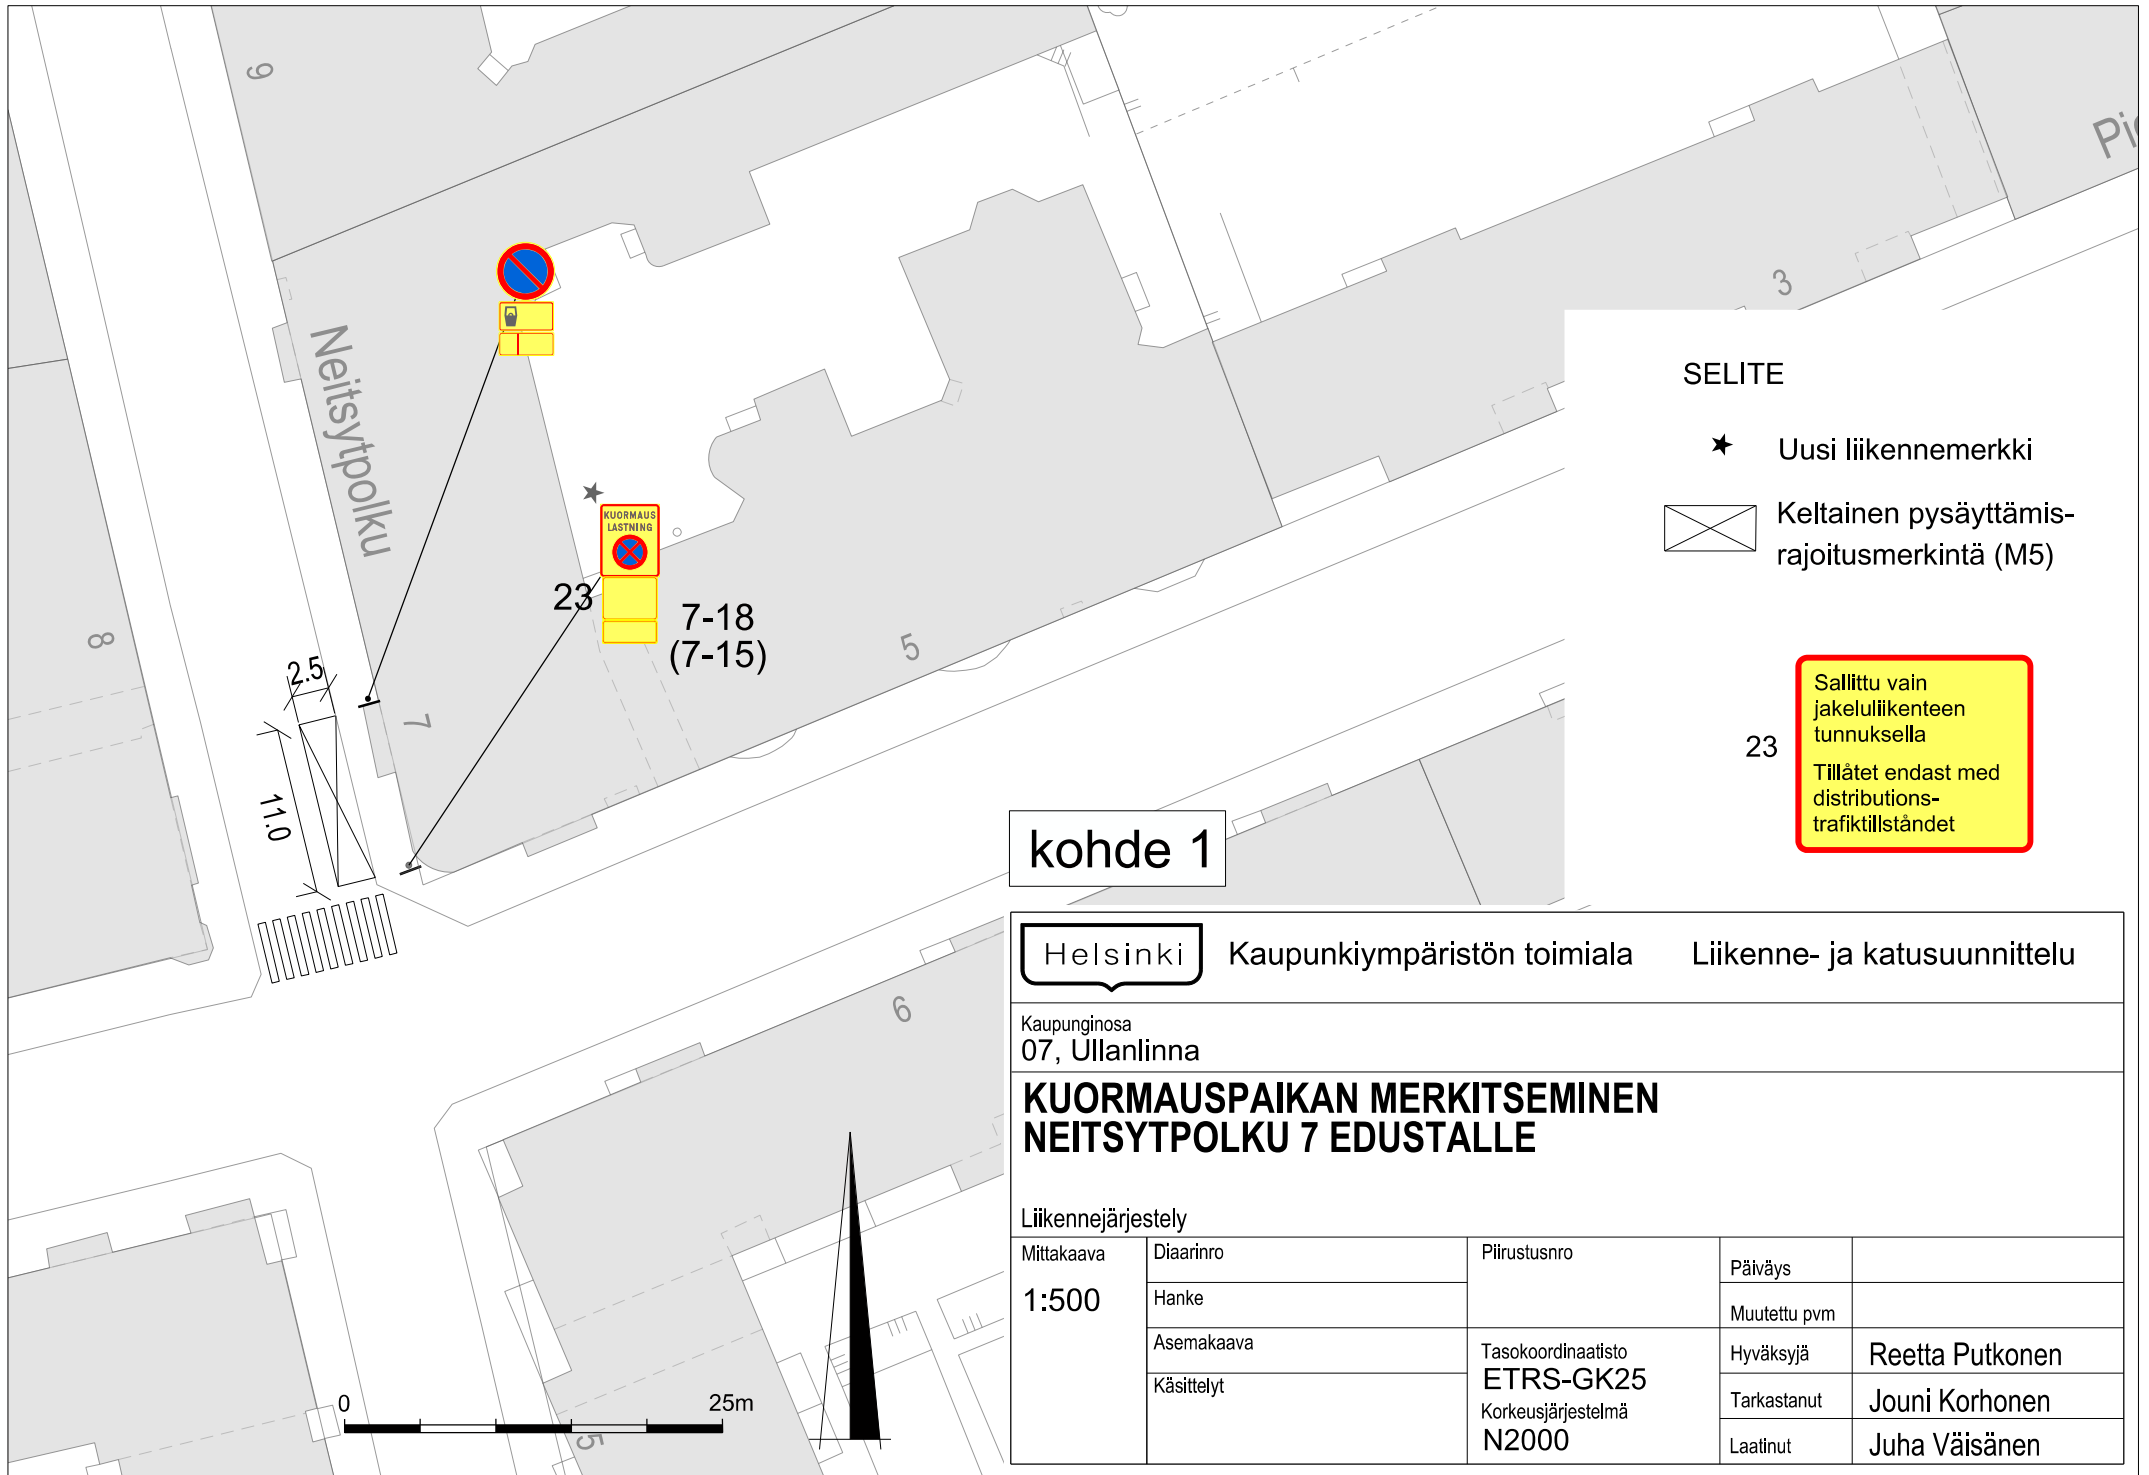 9
Pi
3
Neitsytpolku
KUORMAUS
LASTNING
23
7-18
(7-15)
8
5
2.5
7
11.0
6
5
SELITE
Uusi liikennemerkki
Keltainen pysäyttämis-
rajoitusmerkintä (M5)
23
Sallittu vain
jakeluliikenteen
tunnuksella
Tillåtet endast med
distributions-
trafiktillståndet
kohde 1
Helsinki
Kaupunkiympäristön toimiala
Liikenne- ja katusuunnittelu
Kaupunginosa
07, Ullanlinna
KUORMAUSPAIKAN MERKITSEMINEN
NEITSYTPOLKU 7 EDUSTALLE
Liikennejärjestely
Mittakaava
1:500
Diaarinro
Hanke
Asemakaava
Käsittelyt
Piirustusnro
Tasokoordinaatisto
ETRS-GK25
Korkeusjärjestelmä
N2000
Päiväys
Muutettu pvm
Hyväksyjä
Reetta Putkonen
Tarkastanut
Jouni Korhonen
Laatinut
Juha Väisänen
0
25m